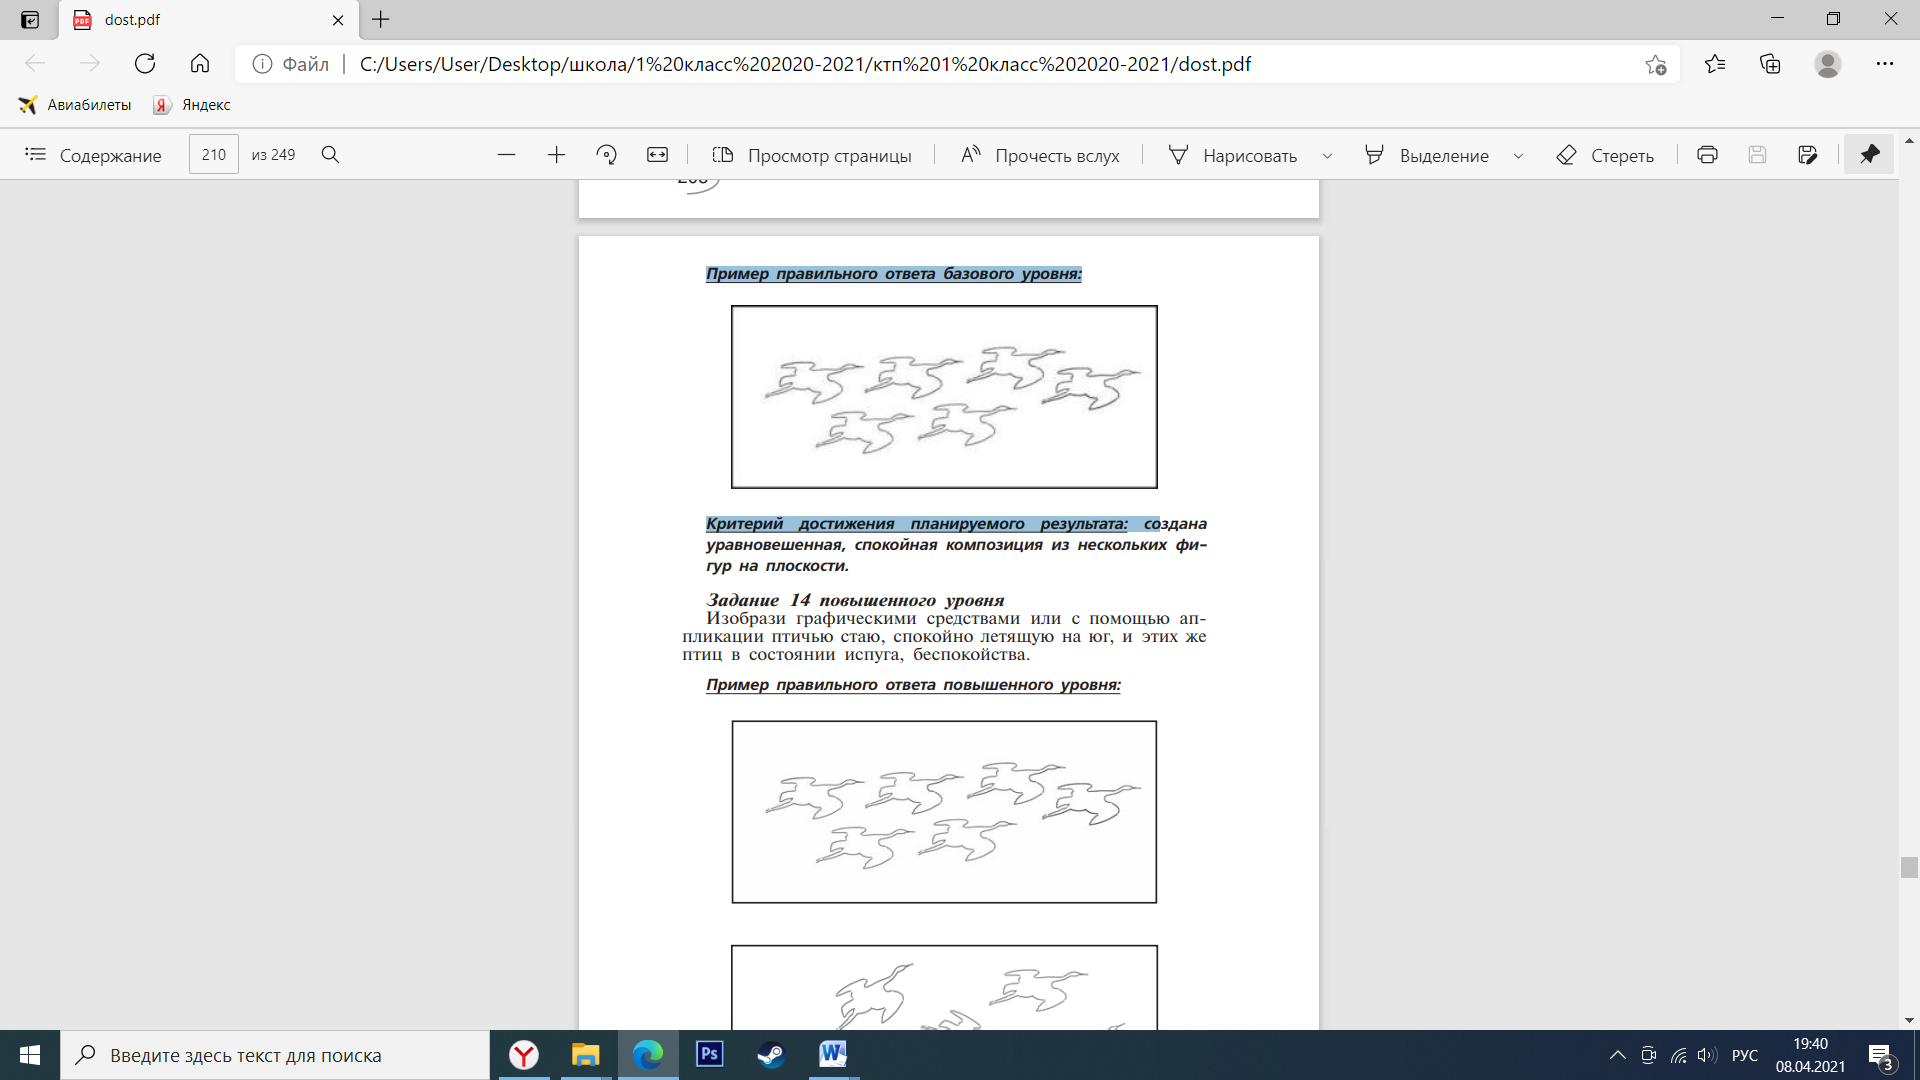 dost.pdf
Файл | C:/Users/User/Desktop/школа/1%20класс%202020-2021/ктп%201%20класс%202020-2021/dost.pdf
Авиабилеты
Яндекс
Содержание 210 из 249 Просмотр страницы Прочесть вслух Нарисовать Выделение Стереть
Пример правильного ответа базового уровня:
Критерий достижения планируемого результата: создана
уравновешенная, спокойная композиция из нескольких фи-
гур на плоскости.
Задание 14 повышенного уровня
Изобрази графическими средствами или с помощью ап-
пликации птичью стаю, спокойно летящую на юг, и этих же
птиц в состоянии испуга, беспокойства.
Пример правильного ответа повышенного уровня:
Введите здесь текст для поиска
Ps
РУС
19:40
08.04.2021
3